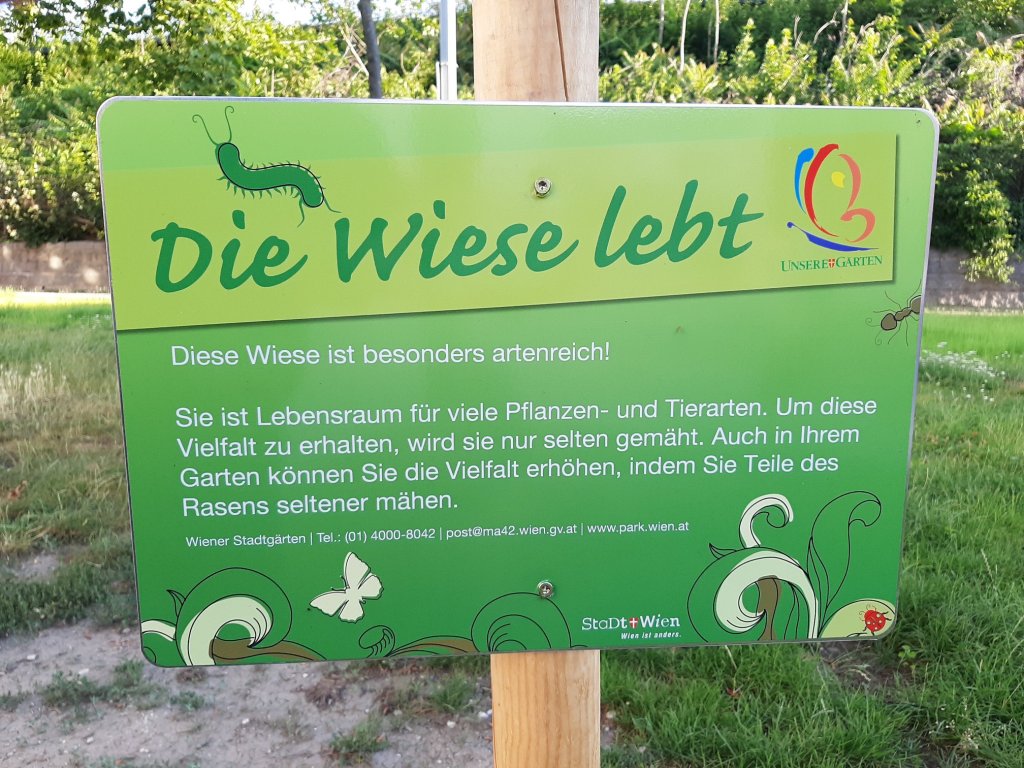 Die Wiese lebt
UNSERE GÄRTEN
Diese Wiese ist besonders artenreich!
Sie ist Lebensraum für viele Pflanzen- und Tierarten. Um diese
Vielfalt zu erhalten, wird sie nur selten gemäht. Auch in Ihrem
Garten können Sie die Vielfalt erhöhen, indem Sie Teile des
Rasens seltener mähen.
Wiener Stadtgärten | Tel.: (01) 4000-8042 | post@ma42.wien.gv.at | www.park.wien.at
StaDt Wien
Wien ist anders.